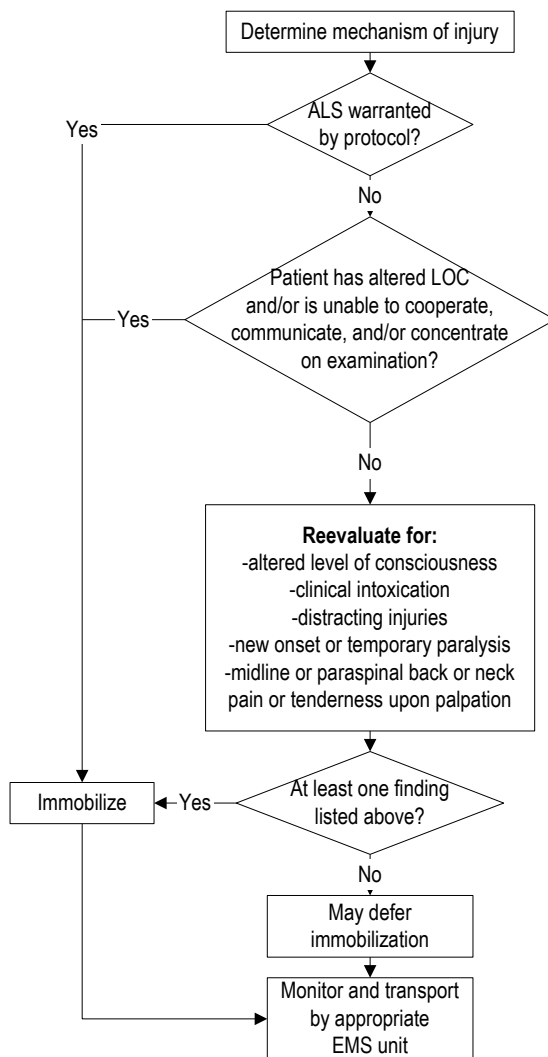 Determine mechanism of injury
ALS warranted
by protocol?
Yes
No
Patient has altered LOC
and/or is unable to cooperate,
communicate, and/or concentrate
on examination?
Yes
No
Reevaluate for:
-altered level of consciousness
-clinical intoxication
-distracting injuries
-new onset or temporary paralysis
-midline or paraspinal back or neck
pain or tenderness upon palpation
At least one finding
listed above?
Yes
Immobilize
No
May defer
immobilization
Monitor and transport
by appropriate
EMS unit